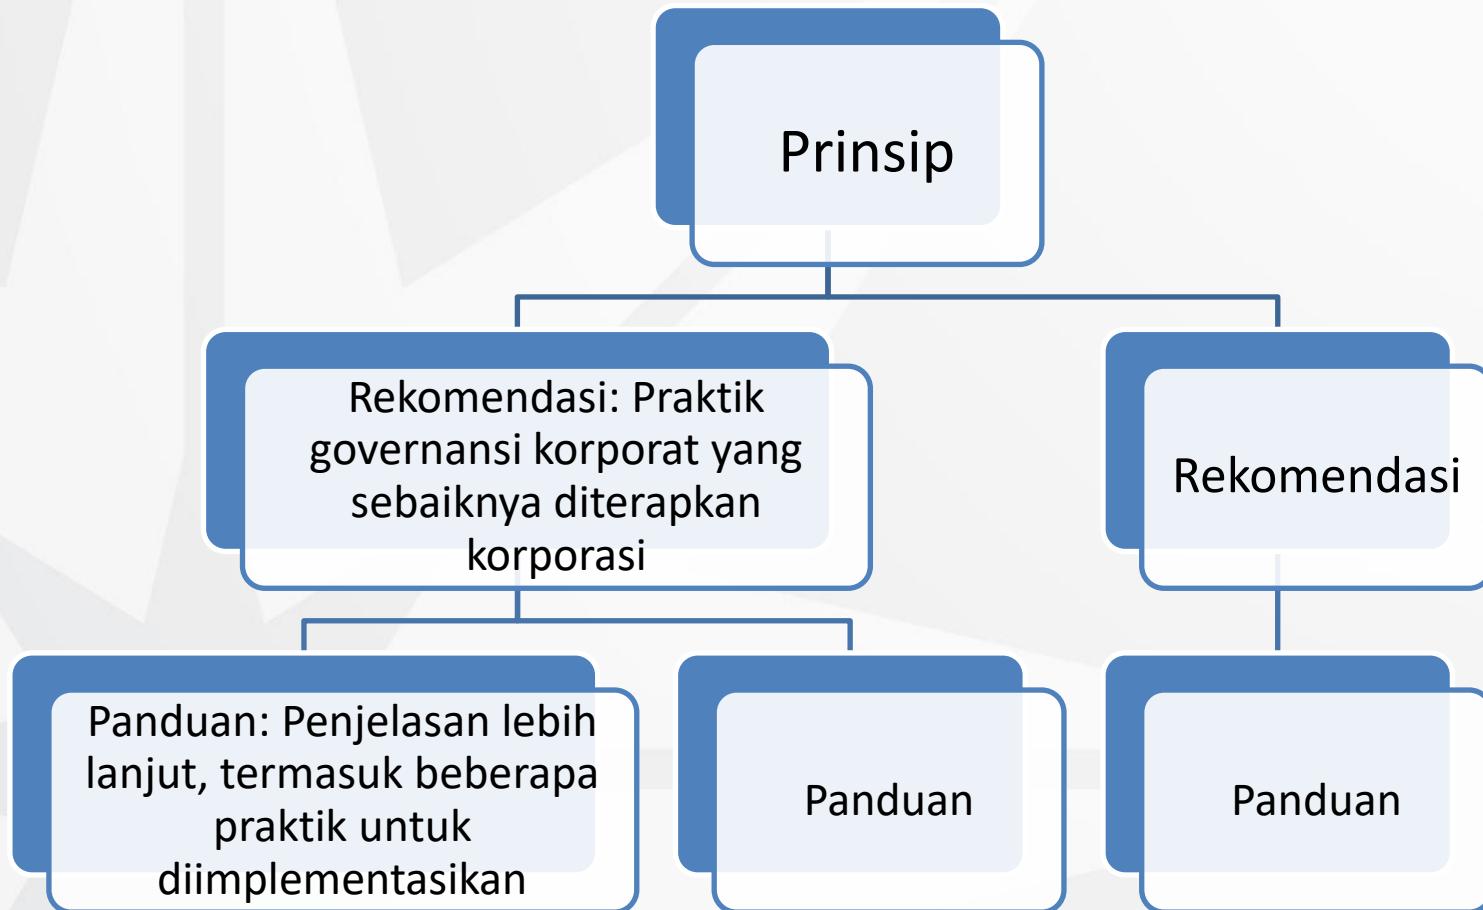 Prinsip
Rekomendasi: Praktik
governansi korporat yang
sebaiknya diterapkan
korporasi
Rekomendasi
Panduan: Penjelasan lebih
lanjut, termasuk beberapa
praktik untuk
diimplementasikan
Panduan
Panduan